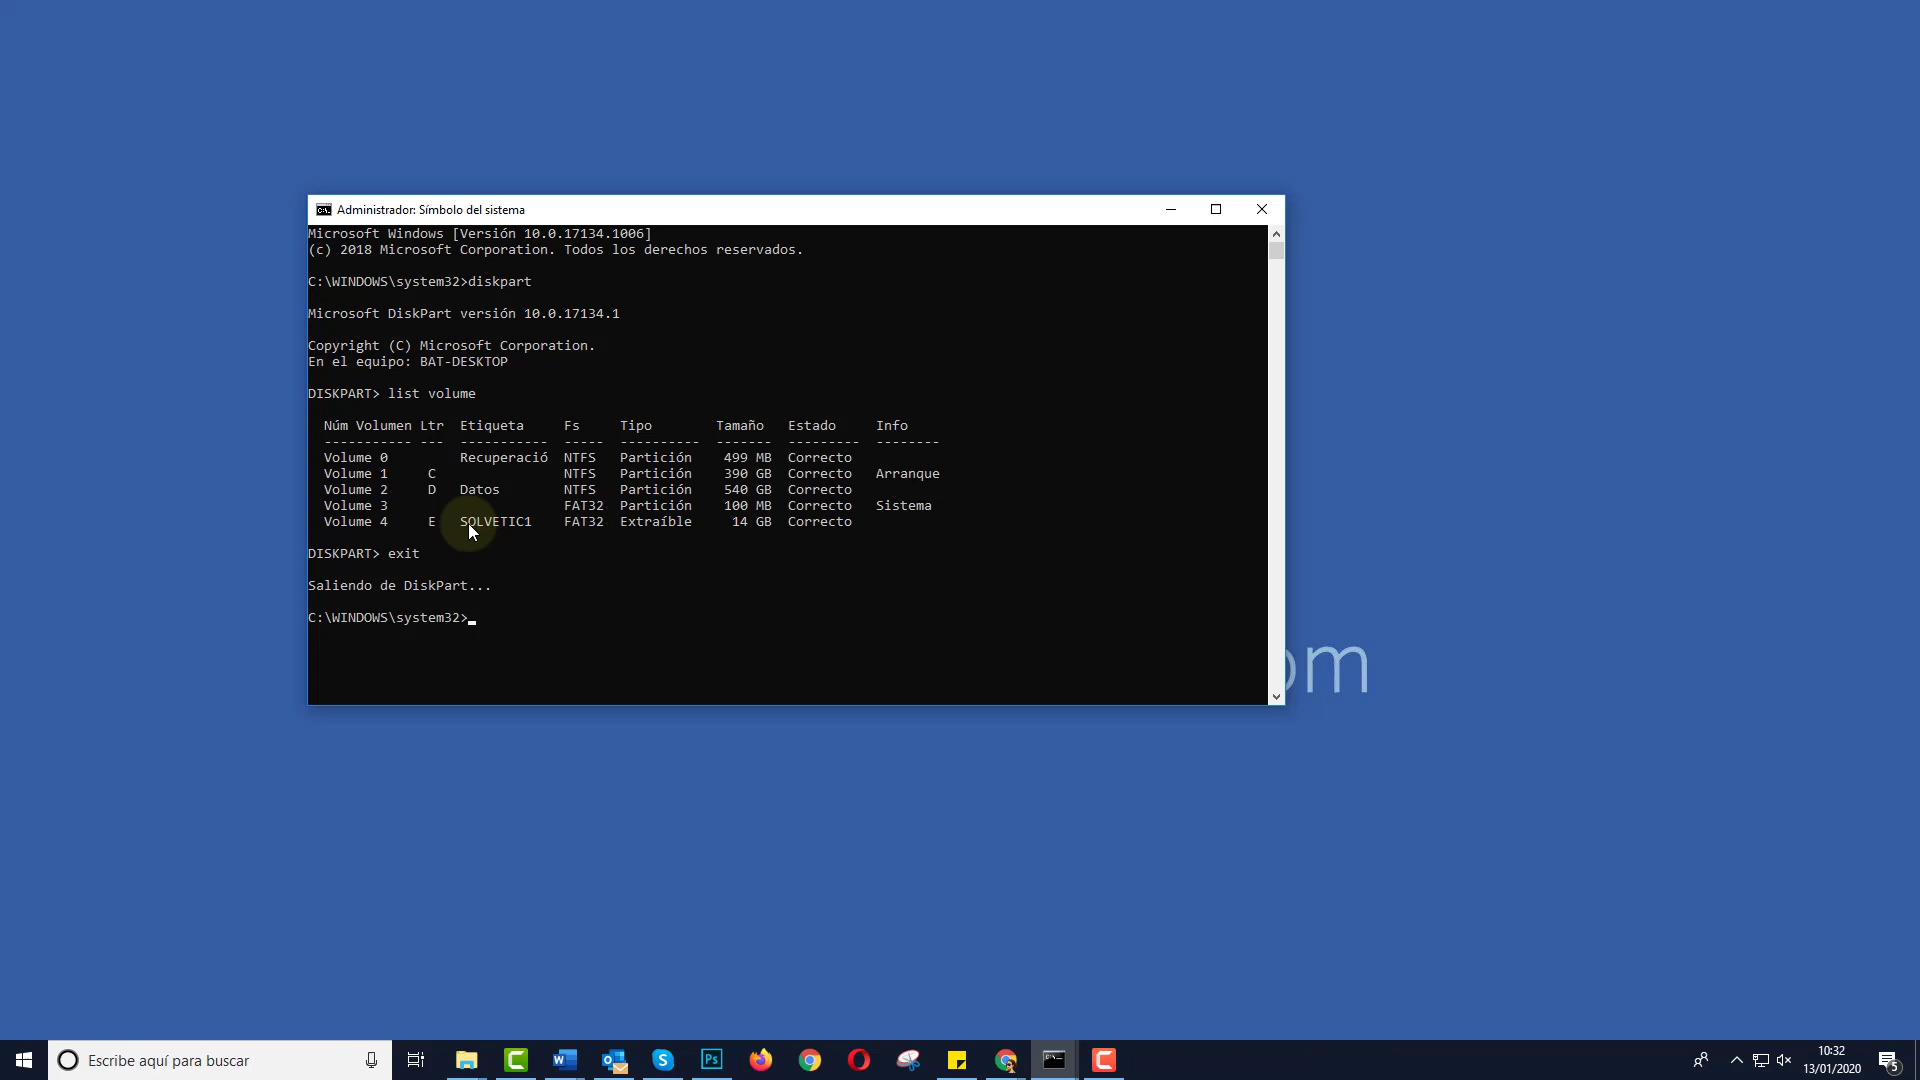 Administrador: Símbolo del sistema
Microsoft Windows [Versión 10.0.17134.1006]
(c) 2018 Microsoft Corporation. Todos los derechos reservados.
C:\WINDOWS\system32>diskpart
Microsoft DiskPart versión 10.0.17134.1
Copyright (C) Microsoft Corporation.
En el equipo: BAT-DESKTOP
DISKPART> list volume
Núm Volumen Ltr Etiqueta Fs Tipo Tamaño Estado Info
----------- --- ----------- ----- ---------- ------- --------- --------
Volume 0 Recuperació NTFS Partición 499 MB Correcto
Volume 1 C NTFS Partición 390 GB Correcto Arranque
Volume 2 D Datos NTFS Partición 540 GB Correcto
Volume 3 FAT32 Partición 100 MB Correcto Sistema
Volume 4 E SOLVETIC1 FAT32 Extraíble 14 GB Correcto
DISKPART> exit
Saliendo de DiskPart...
C:\WINDOWS\system32>
om
Escribe aquí para buscar
Ps
10:32
13/01/2020
5